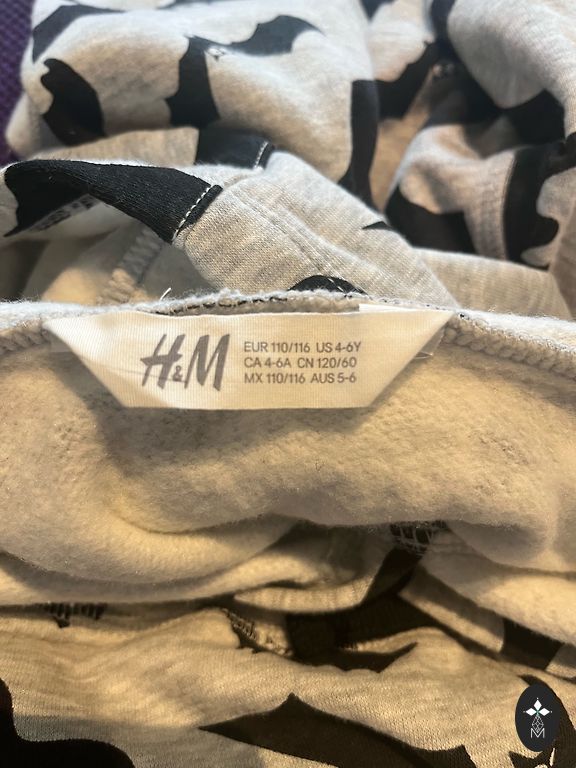 H&M
EUR 110/116 US 4-6Y
CA 4-6A CN 120/60
MX 110/116 AUS 5-6
M